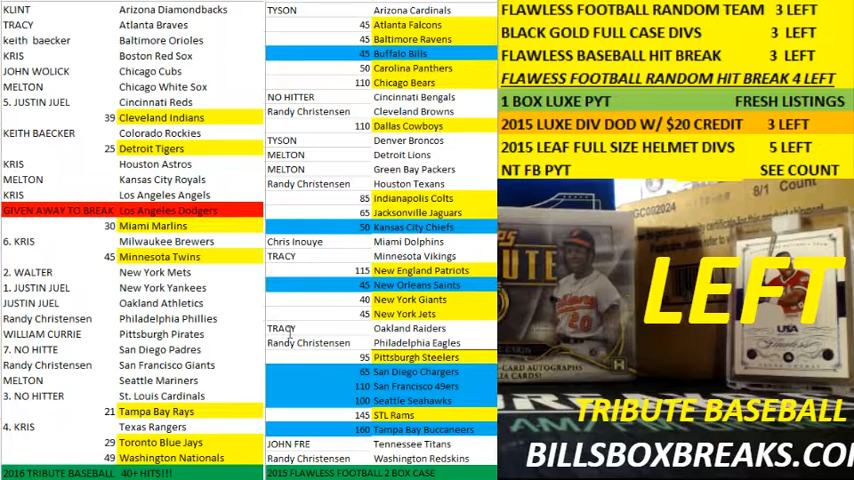 KLINT Arizona Diamondbacks
TRACY Atlanta Braves
keith baecker Baltimore Orioles
KRIS Boston Red Sox
JOHN WOLICK Chicago Cubs
MELTON Chicago White Sox
5. JUSTIN JUEL Cincinnati Reds
39 Cleveland Indians
KEITH BAECKER Colorado Rockies
25 Detroit Tigers
KRIS Houston Astros
MELTON Kansas City Royals
KRIS Los Angeles Angels
GIVEN AWAY TO BREAK Los Angeles Dodgers
30 Miami Marlins
6. KRIS Milwaukee Brewers
45 Minnesota Twins
2. WALTER New York Mets
1. JUSTIN JUEL New York Yankees
JUSTIN JUEL Oakland Athletics
Randy Christensen Philadelphia Phillies
WILLIAM CURRIE Pittsburgh Pirates
7. NO HITTE San Diego Padres
Randy Christensen San Francisco Giants
MELTON Seattle Mariners
3. NO HITTER St. Louis Cardinals
21 Tampa Bay Rays
4. KRIS Texas Rangers
29 Toronto Blue Jays
49 Washington Nationals
2016 TRIBUTE BASEBALL 40+ HITS!!!
TYSON Arizona Cardinals
45 Atlanta Falcons
45 Baltimore Ravens
45 Buffalo Bills
50 Carolina Panthers
110 Chicago Bears
NO HITTER Cincinnati Bengals
Randy Christensen Cleveland Browns
110 Dallas Cowboys
TYSON Denver Broncos
MELTON Detroit Lions
MELTON Green Bay Packers
Randy Christensen Houston Texans
85 Indianapolis Colts
65 Jacksonville Jaguars
50 Kansas City Chiefs
Chris Inouye Miami Dolphins
TRACY Minnesota Vikings
115 New England Patriots
45 New Orleans Saints
40 New York Giants
45 New York Jets
TRACY Oakland Raiders
Randy Christensen Philadelphia Eagles
95 Pittsburgh Steelers
65 San Diego Chargers
110 San Francisco 49ers
100 Seattle Seahawks
145 STL Rams
160 Tampa Bay Buccaneers
JOHN FRE Tennessee Titans
Randy Christensen Washington Redskins
2015 FLAWLESS FOOTBALL 2 BOX CASE
FLAWLESS FOOTBALL RANDOM TEAM 3 LEFT
BLACK GOLD FULL CASE DIVS 3 LEFT
FLAWLESS BASEBALL HIT BREAK 3 LEFT
FLAWESS FOOTBALL RANDOM HIT BREAK 4 LEFT
1 BOX LUXE PYT FRESH LISTINGS
2015 LUXE DIV DOD W/ $20 CREDIT 3 LEFT
2015 LEAF FULL SIZE HELMET DIVS 5 LEFT
NT FB PYT SEE COUNT
8/1 Count
GC002024
LEFT
20
USA
TRIBUTE BASEBALL
BILLSBOXBREAKS.CO